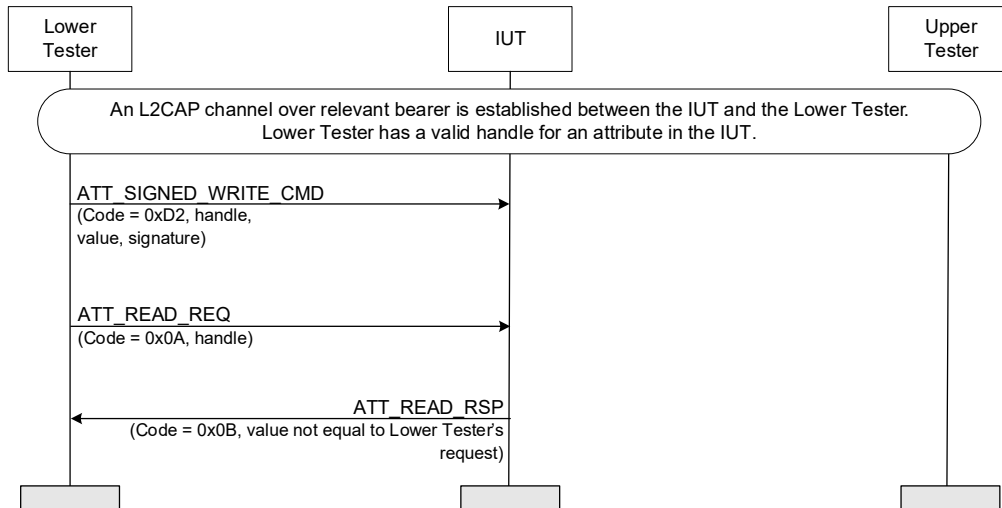 Lower
Tester
IUT
Upper
Tester
An L2CAP channel over relevant bearer is established between the IUT and the Lower Tester.
Lower Tester has a valid handle for an attribute in the IUT.
ATT_SIGNED_WRITE_CMD
(Code = 0xD2, handle,
value, signature)
ATT_READ_REQ
(Code = 0x0A, handle)
ATT_READ_RSP
(Code = 0x0B, value not equal to Lower Tester's
request)